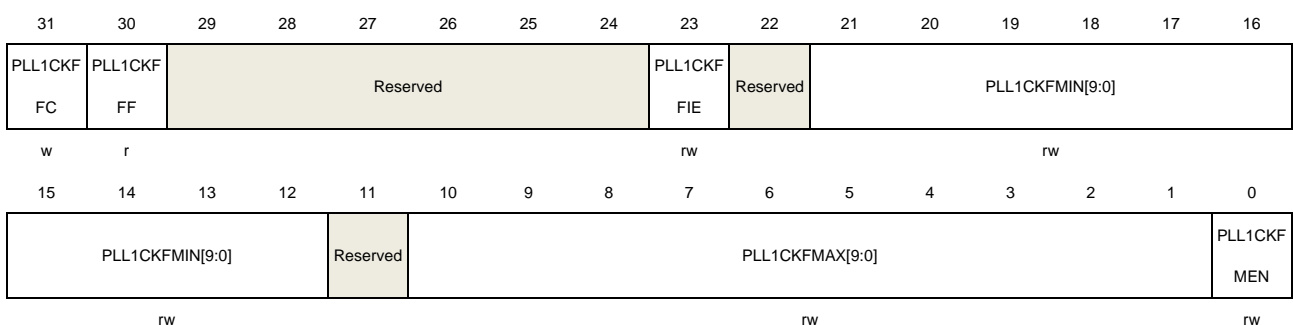 31 30 29 28 27 26 25 24 23 22 21 20 19 18 17 16
PLL1CKF PLL1CKF PLL1CKF
Reserved Reserved PLL1CKFMIN[9:0]
FC FF FIE
w r rw rw
15 14 13 12 11 10 9 8 7 6 5 4 3 2 1 0
PLL1CKF
PLL1CKFMIN[9:0] Reserved PLL1CKFMAX[9:0]
MEN
rw rw rw